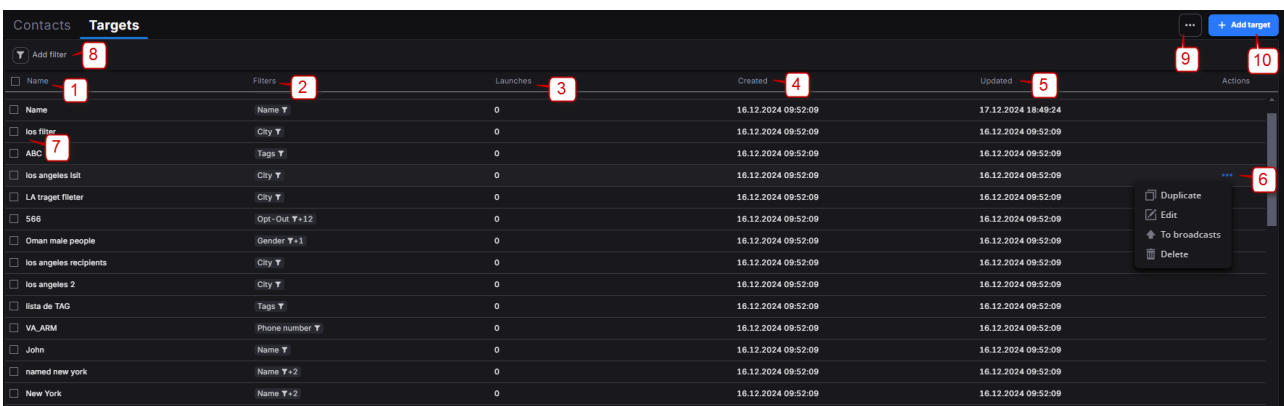 Contacts Targets ••• + Add target
Add filter 8 9 10
Name 1 Filters 2 Launches 3 Created 4 Updated 5 Actions
Name Name 0 16.12.2024 09:52:09 17.12.2024 18:49:24
los filter City 0 16.12.2024 09:52:09 16.12.2024 09:52:09
7
ABC Tags 0 16.12.2024 09:52:09 16.12.2024 09:52:09
los angeles lsit City 0 16.12.2024 09:52:09 16.12.2024 09:52:09 ••• 6
LA traget fileter City 0 16.12.2024 09:52:09 16.12.2024 09:52:09 Duplicate
566 Opt-Out +12 0 16.12.2024 09:52:09 16.12.2024 09:52:09 Edit
Oman male people Gender +1 0 16.12.2024 09:52:09 16.12.2024 09:52:09 To broadcasts
los angeles recipients City 0 16.12.2024 09:52:09 16.12.2024 09:52:09 Delete
los angeles 2 City 0 16.12.2024 09:52:09 16.12.2024 09:52:09
lista de TAG Tags 0 16.12.2024 09:52:09 16.12.2024 09:52:09
VA_ARM Phone number 0 16.12.2024 09:52:09 16.12.2024 09:52:09
John Name 0 16.12.2024 09:52:09 16.12.2024 09:52:09
named new york Name +2 0 16.12.2024 09:52:09 16.12.2024 09:52:09
New York Name +2 0 16.12.2024 09:52:09 16.12.2024 09:52:09